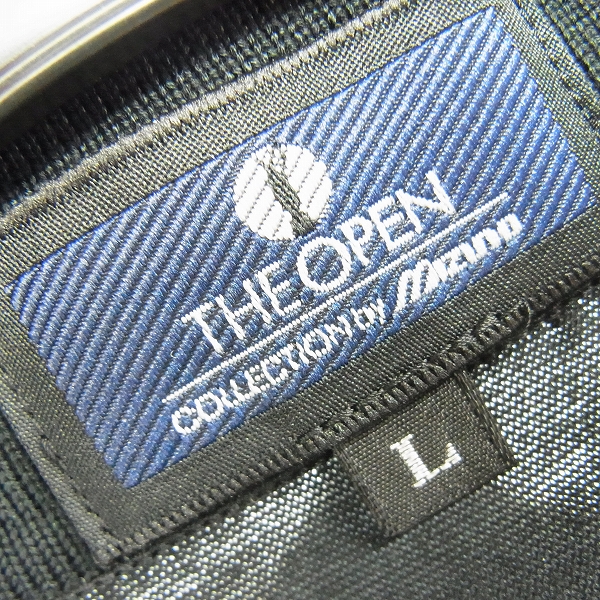 THE OPEN
COLLECTION by Mizuno
L